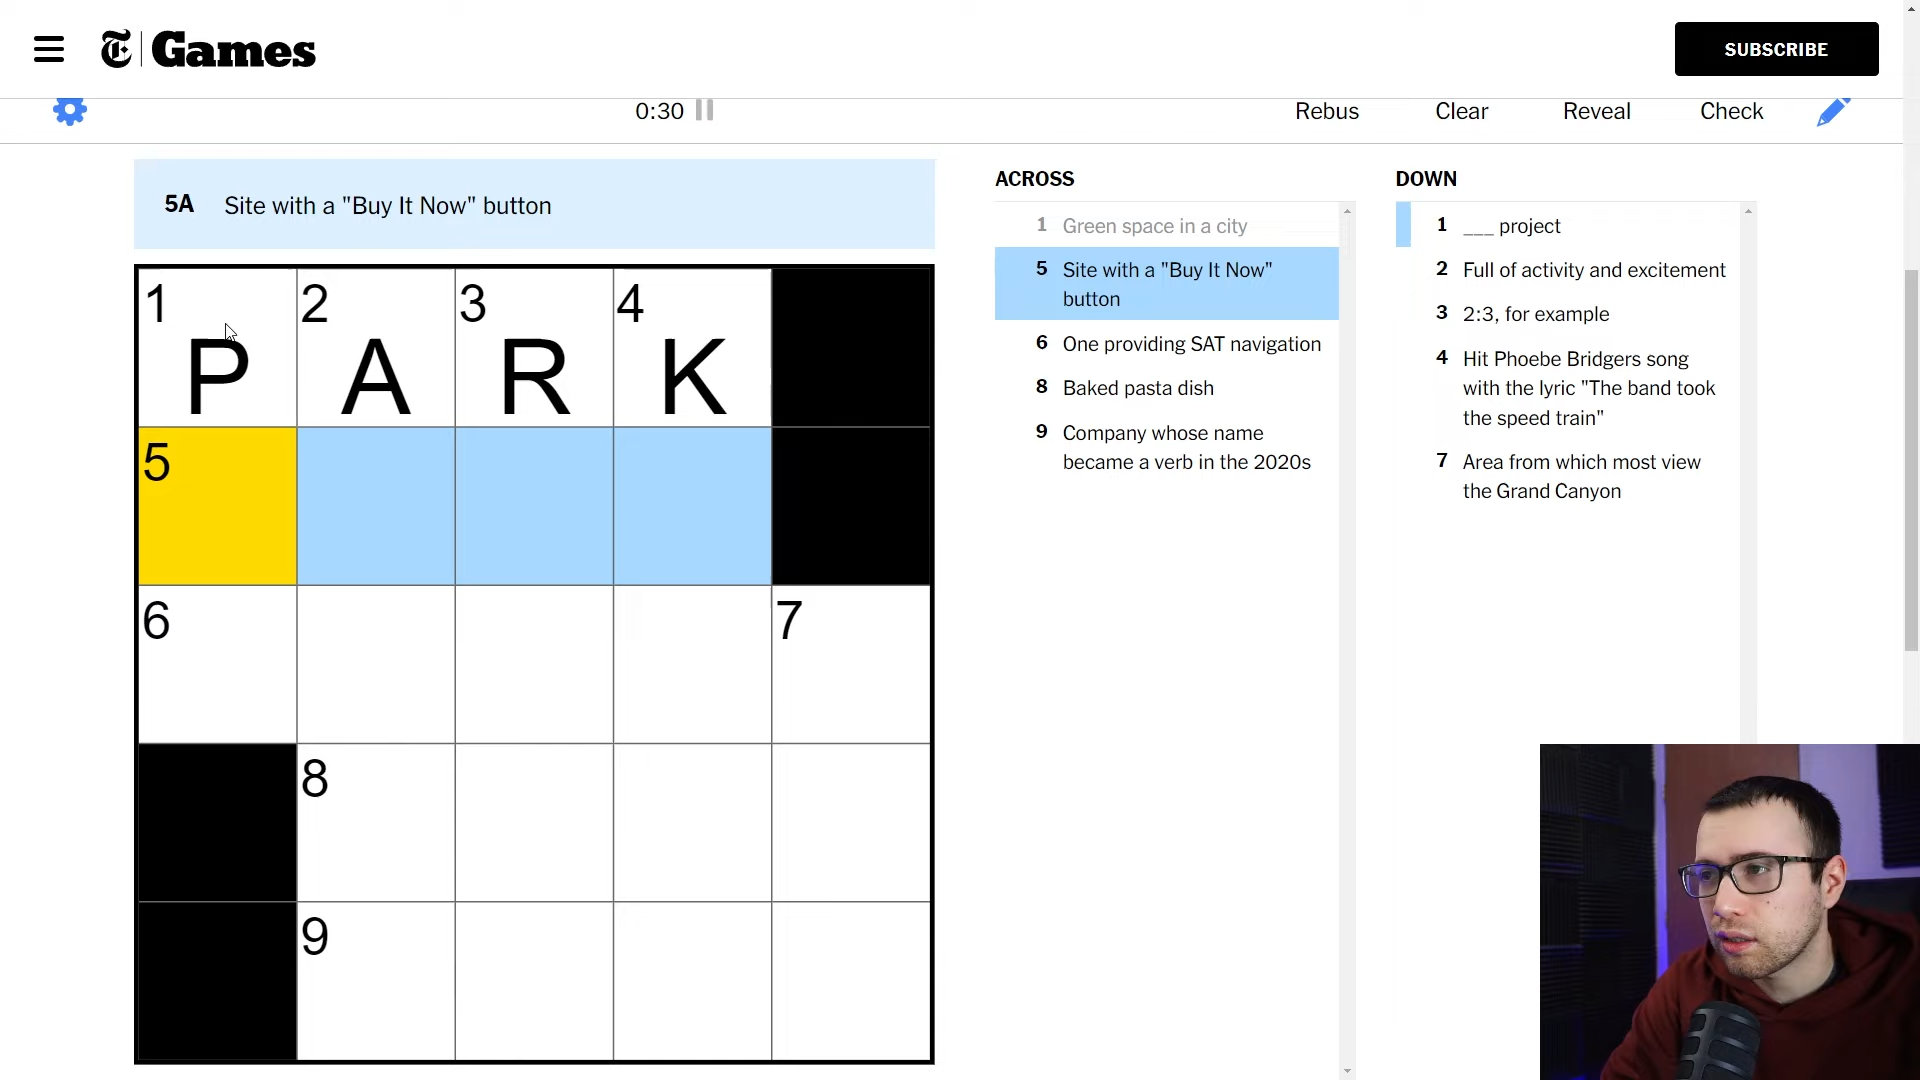 T Games
SUBSCRIBE
0:30
Rebus
Clear
Reveal
Check
5A Site with a "Buy It Now" button
1 2 3 4
P A R K
5
6 7
8
9
ACROSS
1 Green space in a city
5 Site with a "Buy It Now"
button
6 One providing SAT navigation
8 Baked pasta dish
9 Company whose name
became a verb in the 2020s
DOWN
1 ___ project
2 Full of activity and excitement
3 2:3, for example
4 Hit Phoebe Bridgers song
with the lyric "The band took
the speed train"
7 Area from which most view
the Grand Canyon